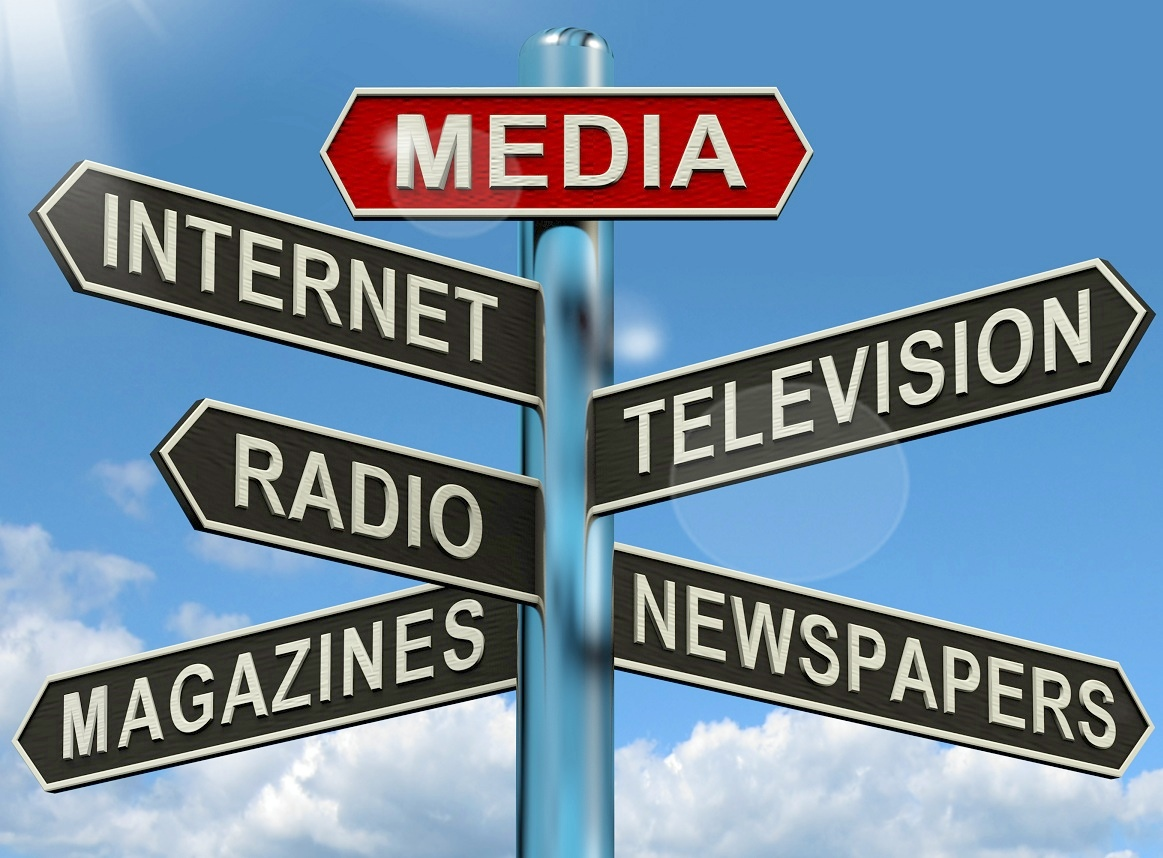 MEDIA
INTERNET
TELEVISION
RADIO
NEWSPAPERS
MAGAZINES